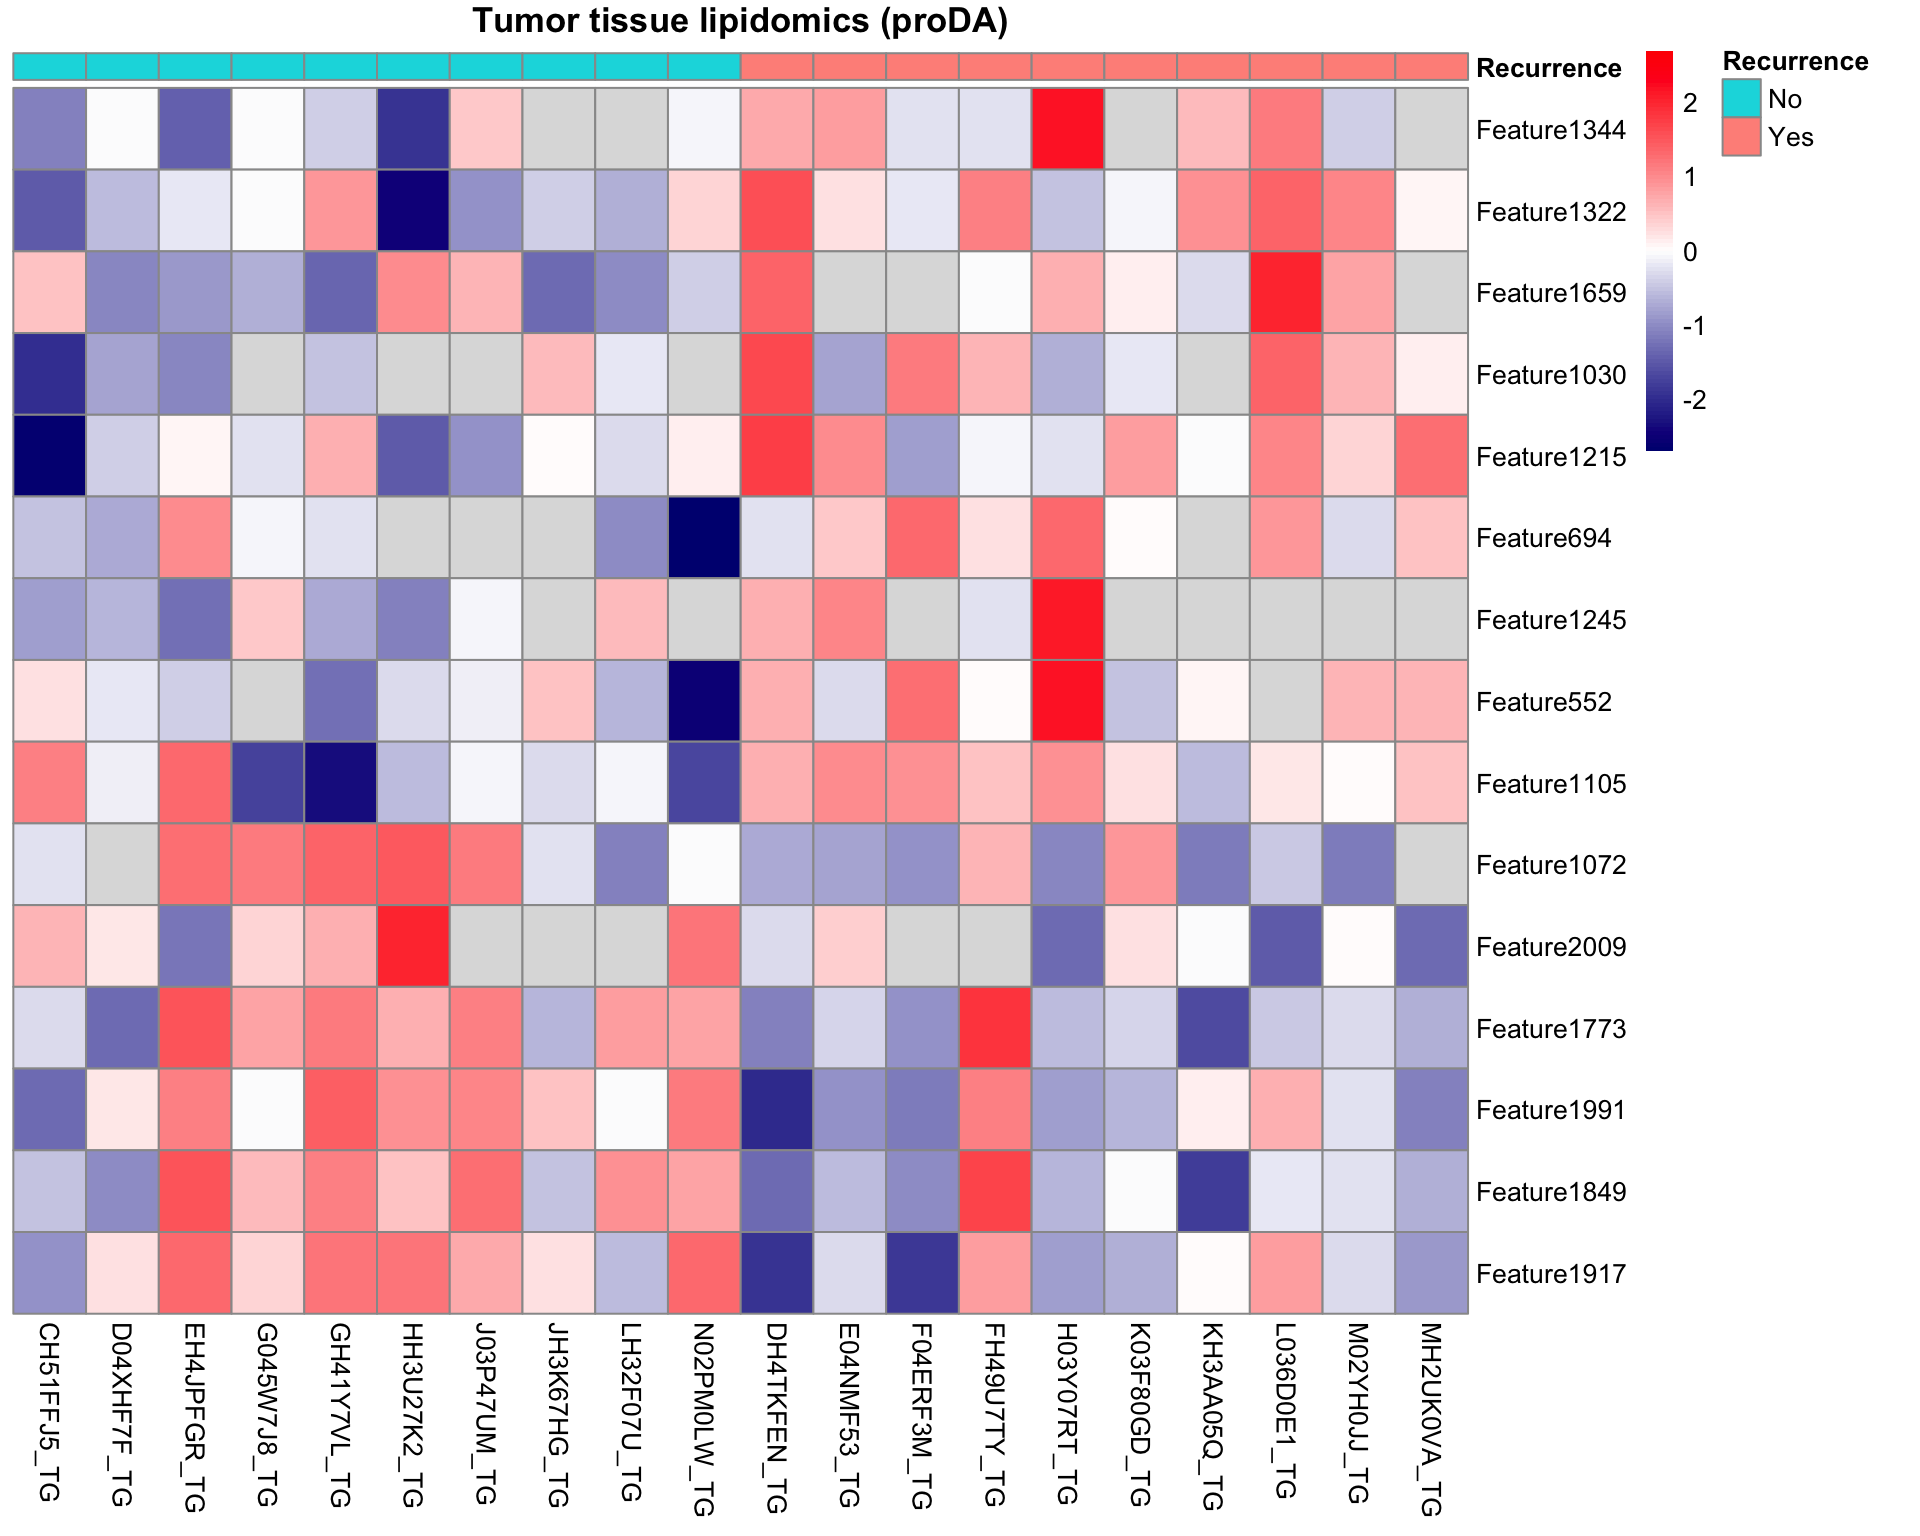 Tumor tissue lipidomics (proDA)
Recurrence
Feature1344
Feature1322
Feature1659
Feature1030
Feature1215
Feature694
Feature1245
Feature552
Feature1105
Feature1072
Feature2009
Feature1773
Feature1991
Feature1849
Feature1917
CH51FFJ5_TG
D04XHF7F_TG
EH4JPFGR_TG
G045W7J8_TG
GH41Y7VL_TG
HH3U27K2_TG
J03P47UM_TG
JH3K67HG_TG
LH32F07U_TG
N02PM0LW_TG
DH4TKFEN_TG
E04NMF53_TG
F04ERF3M_TG
FH49U7TY_TG
H03Y07RT_TG
K03F80GD_TG
KH3AA05Q_TG
L036D0E1_TG
M02YH0JJ_TG
MH2UK0VA_TG
2
1
0
-1
-2
Recurrence
No
Yes